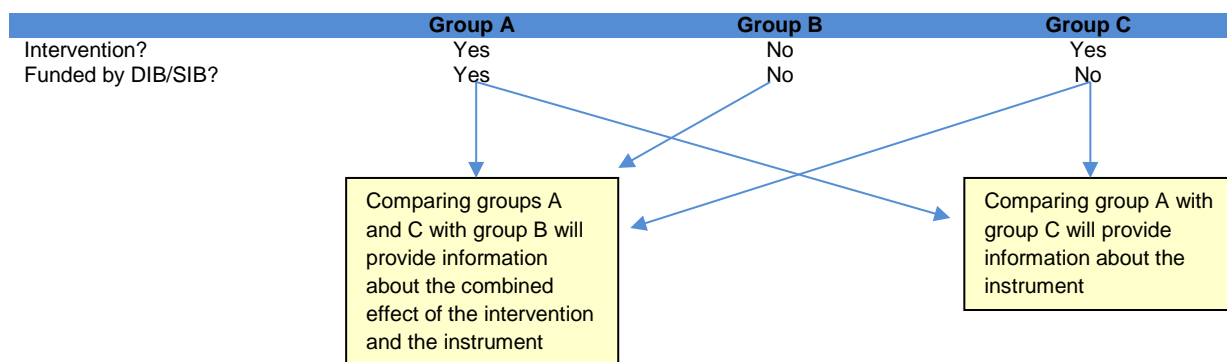 Group A Group B Group C
Intervention? Yes No Yes
Funded by DIB/SIB? Yes No No
Comparing groups A
and C with group B will
provide information
about the combined
effect of the intervention
and the instrument
Comparing group A with
group C will provide
information about the
instrument